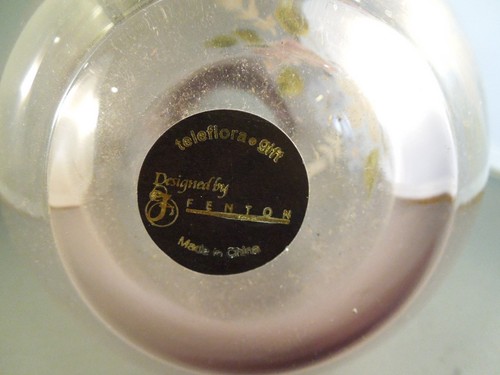 teleflora Gift
Designed by
FENTON
Made in China